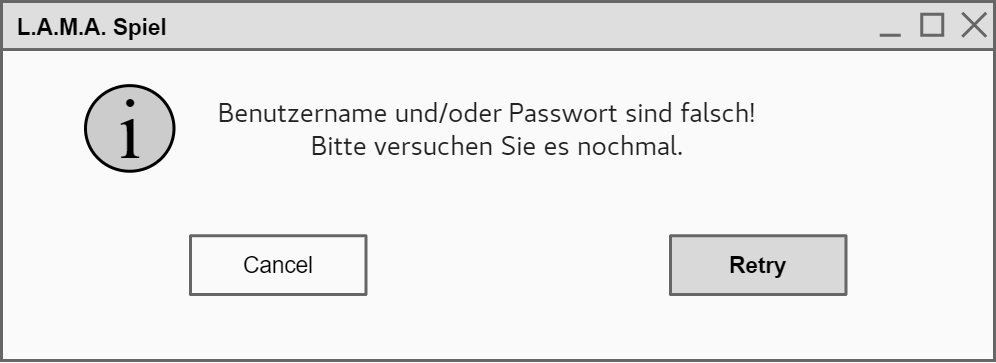 L.A.M.A. Spiel
i
Benutzername und/oder Passwort sind falsch!
Bitte versuchen Sie es nochmal.
Cancel
Retry